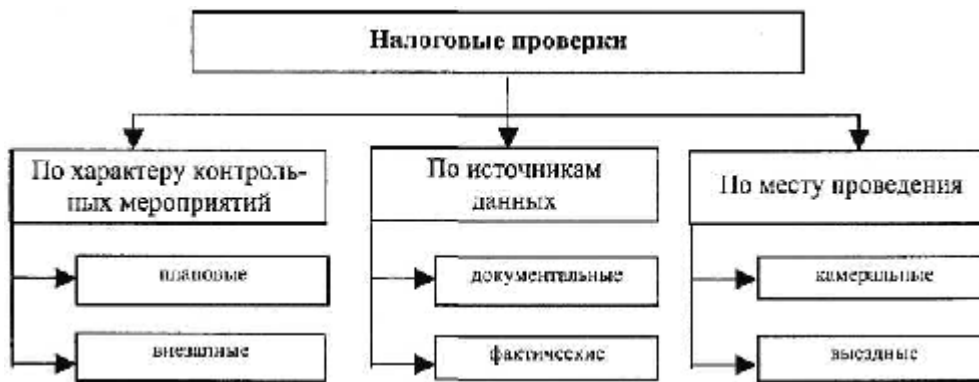 Налоговые проверки
По характеру контроль-
ных мероприятий
плановые
внезапные
По источникам
данных
документальные
фактические
По месту проведения
камеральные
выездные